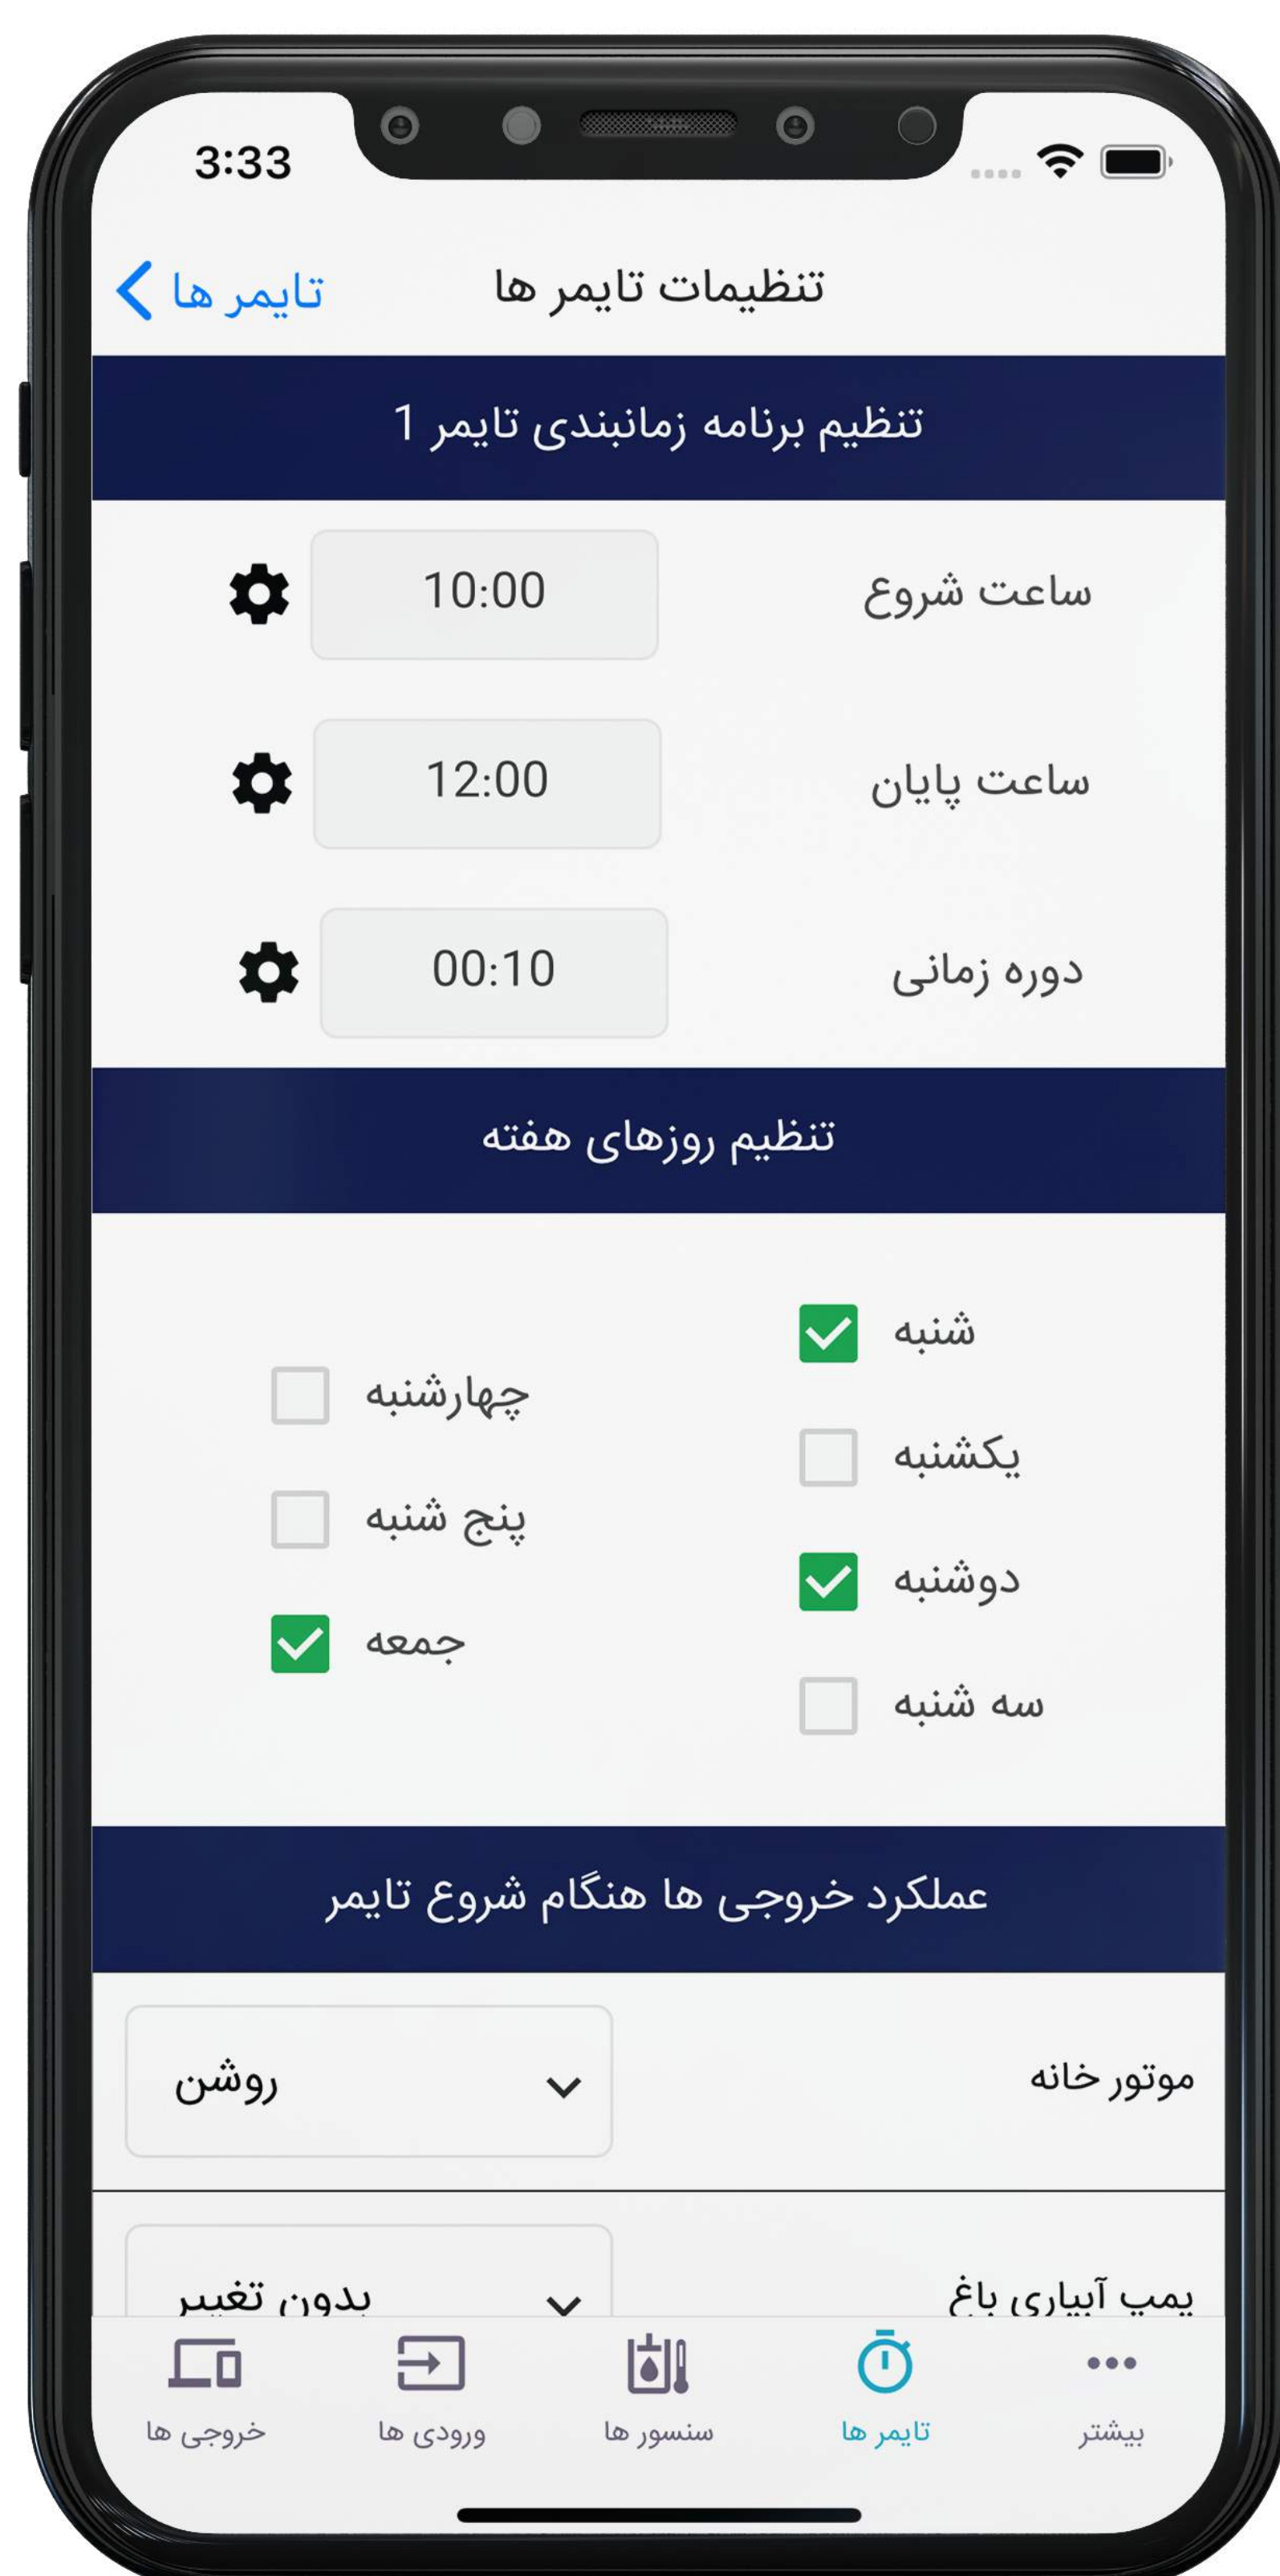 3:33
تنظیمات تایمر ها
تایمر ها
تنظیم برنامه زمانبندی تایمر 1
ساعت شروع 10:00
ساعت پایان 12:00
دوره زمانی 00:10
تنظیم روزهای هفته
شنبه
یکشنبه
دوشنبه
سه شنبه
چهارشنبه
پنج شنبه
جمعه
عملکرد خروجی ها هنگام شروع تایمر
موتور خانه روشن
پمپ آبیاری باغ بدون تغییر
بیشتر تایمر ها سنسور ها ورودی ها خروجی ها